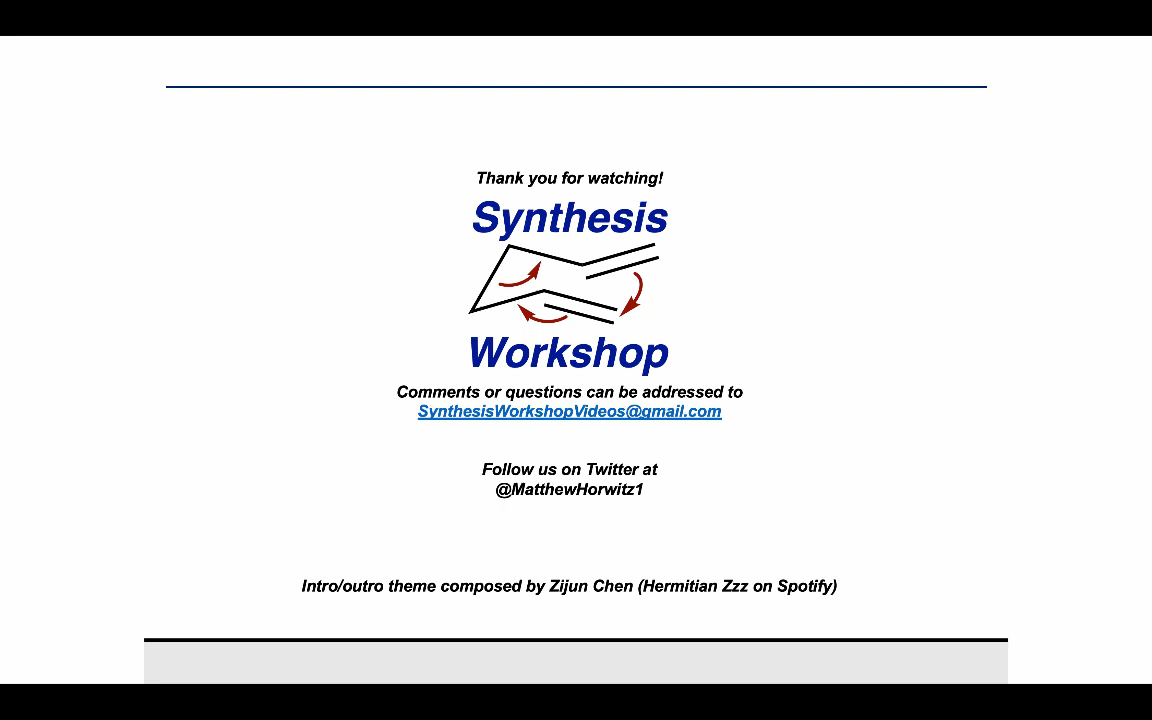 Thank you for watching!
Synthesis
Workshop
Comments or questions can be addressed to
SynthesisWorkshopVideos@gmail.com
Follow us on Twitter at
@MatthewHorwitz1
Intro/outro theme composed by Zijun Chen (Hermitian Zzz on Spotify)